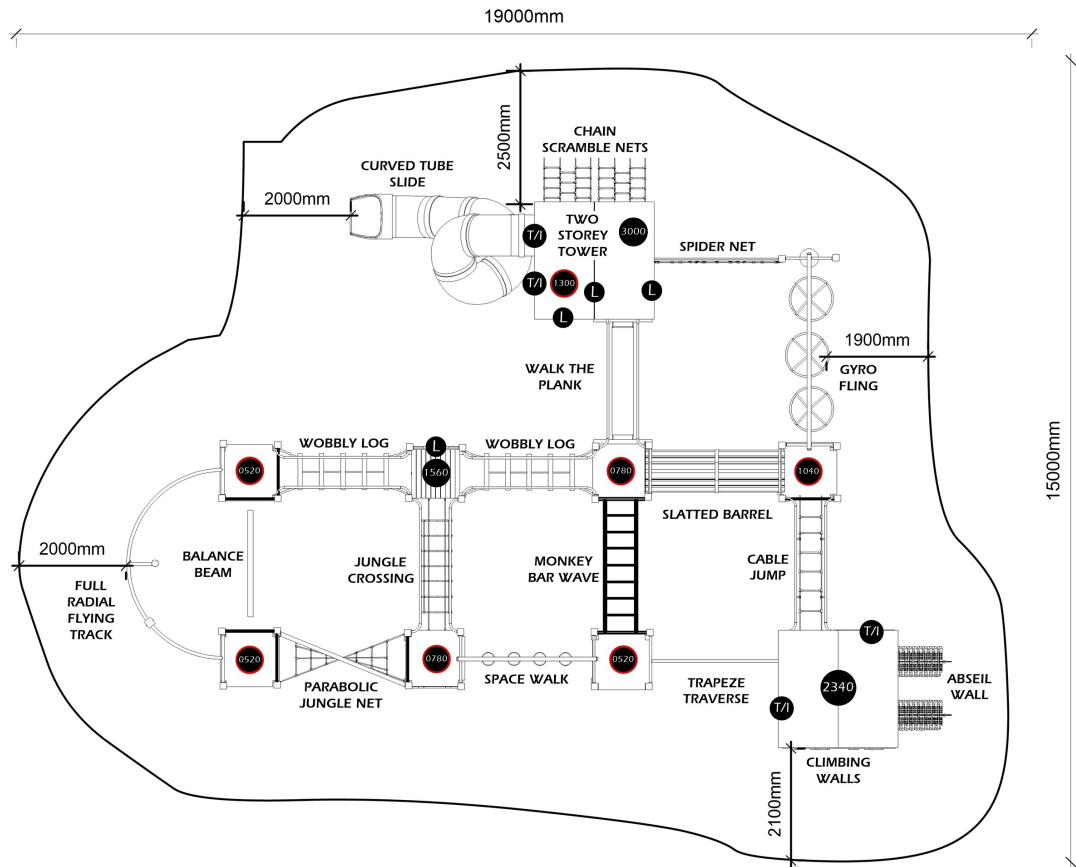 19000mm
15000mm
2500mm
CHAIN
SCRAMBLE NETS
CURVED TUBE
SLIDE
2000mm
TWO
STOREY
TOWER
3000
T/I
T/I
1300
L
L
L
SPIDER NET
1900mm
GYRO
FLING
WALK THE
PLANK
WOBBLY LOG
L
WOBBLY LOG
0520
1560
0780
1040
SLATTED BARREL
2000mm
BALANCE
BEAM
JUNGLE
CROSSING
MONKEY
BAR WAVE
CABLE
JUMP
FULL
RADIAL
FLYING
TRACK
0520
0780
0520
PARABOLIC
JUNGLE NET
SPACE WALK
TRAPEZE
TRAVERSE
T/I
2340
T/I
ABSEIL
WALL
CLIMBING
WALLS
2100mm